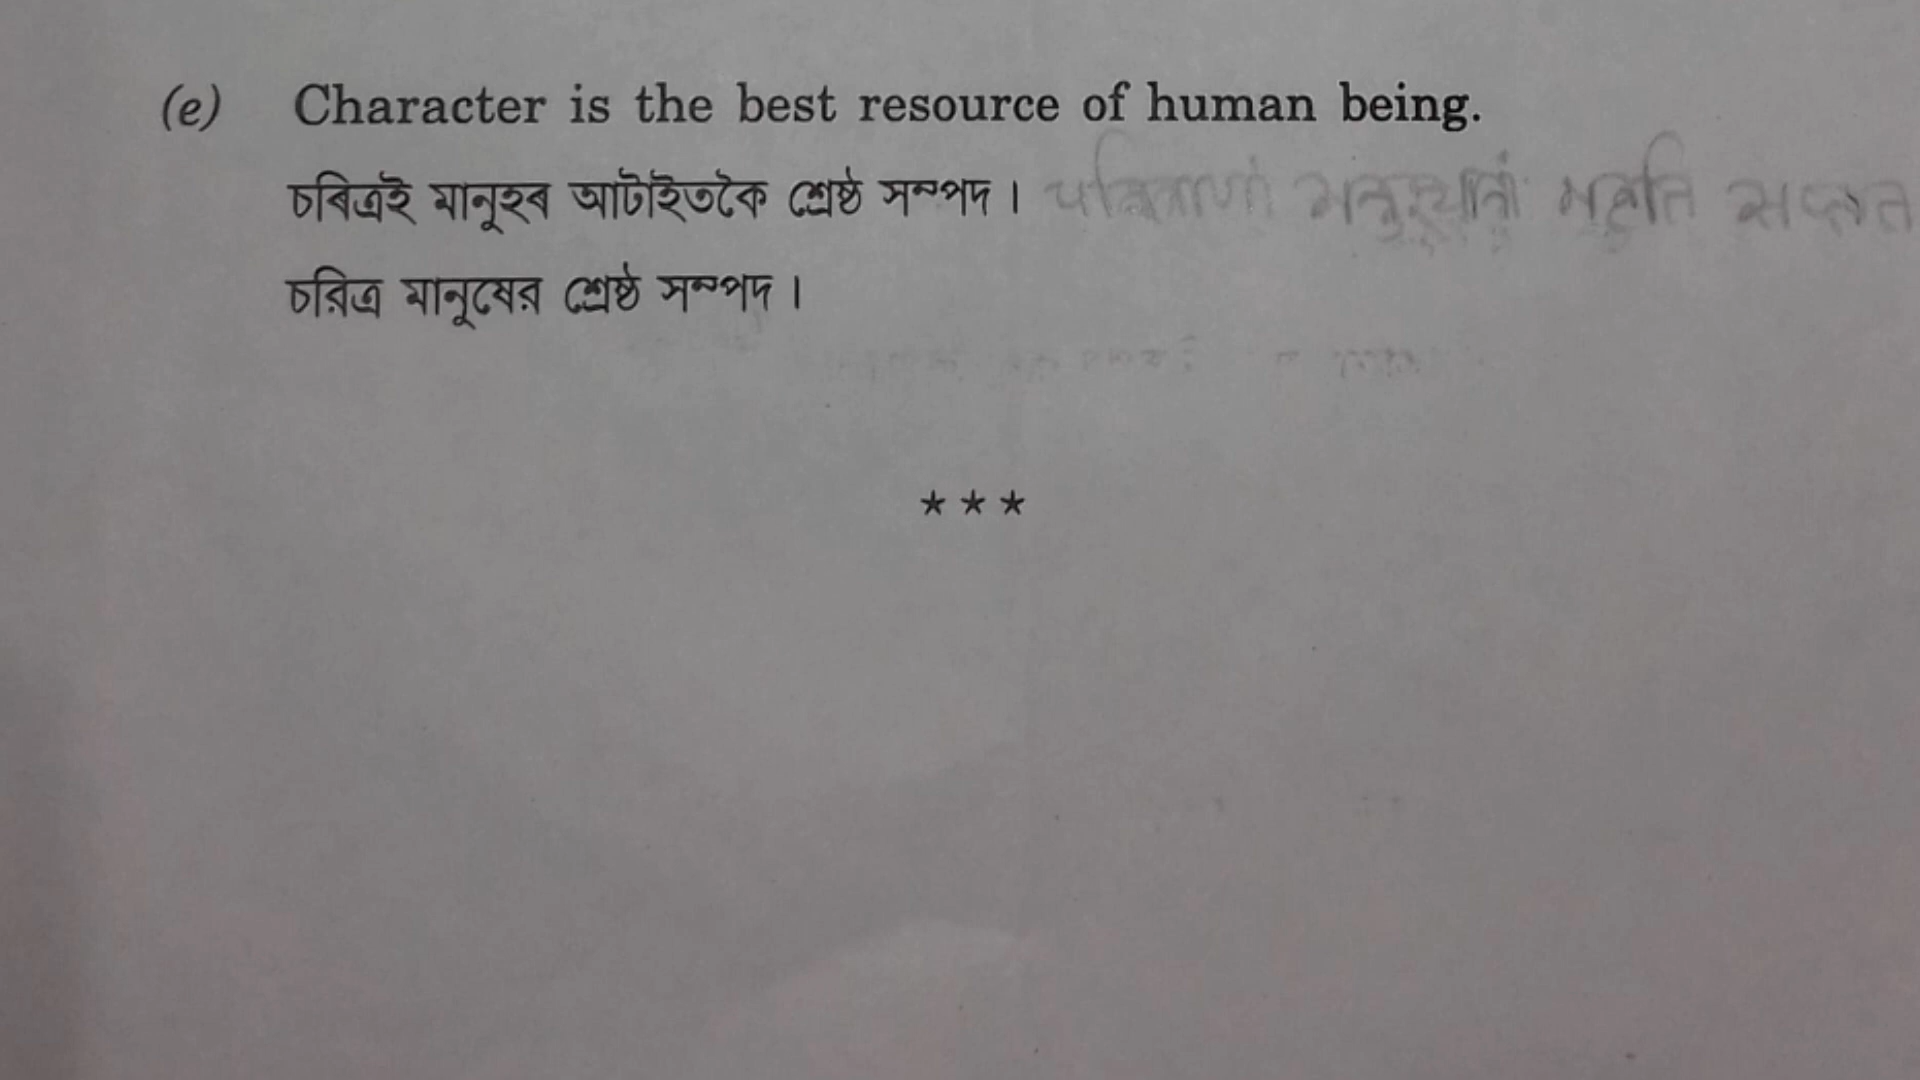 (e) Character is the best resource of human being.
চৰিত্ৰই মানুহৰ আটাইতকৈ শ্ৰেষ্ঠ সম্পদ।
চরিত্র মানুষের শ্রেষ্ঠ সম্পদ।
★ ★ ★